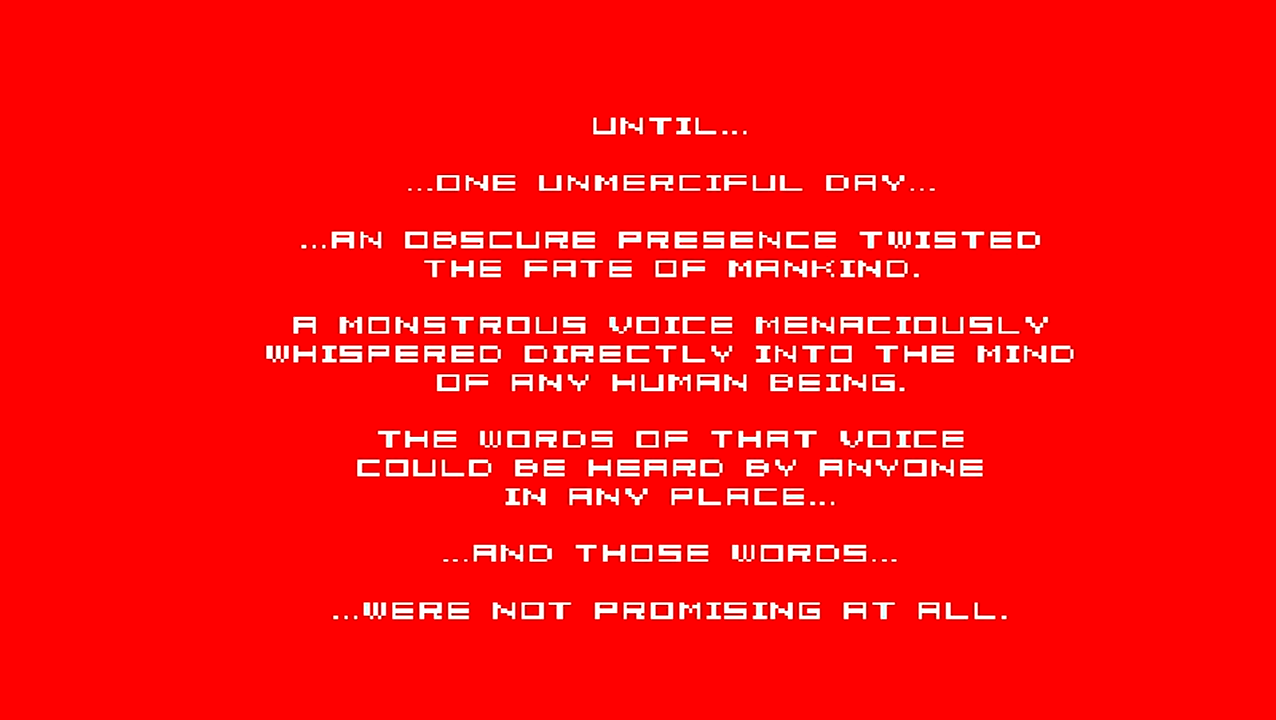 UNTIL...
...ONE UNMERCIFUL DAY...
...AN OBSCURE PRESENCE TWISTED
THE FATE OF MANKIND.
A MONSTROUS VOICE MENACIOUSLY
WHISPERED DIRECTLY INTO THE MIND
OF ANY HUMAN BEING.
THE WORDS OF THAT VOICE
COULD BE HEARD BY ANYONE
IN ANY PLACE...
...AND THOSE WORDS...
...WERE NOT PROMISING AT ALL.